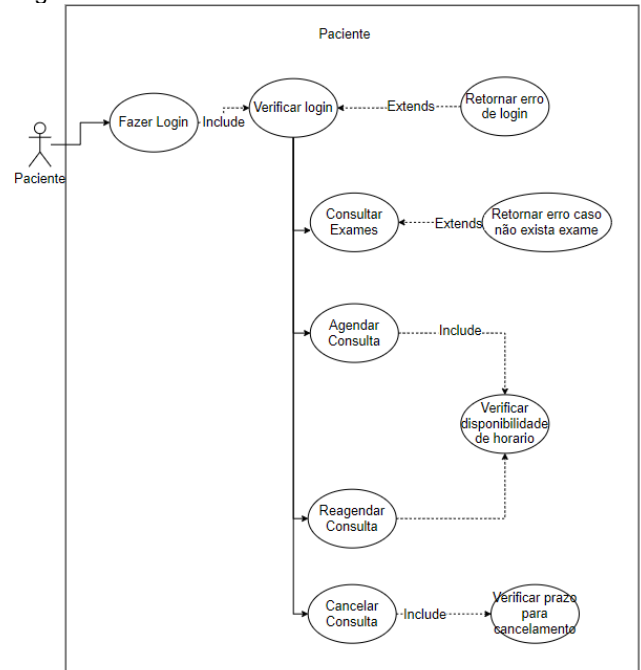 Paciente
Fazer Login
Include
Verificar login
Extends
Retornar erro
de login
Paciente
Consultar
Exames
Extends
Retornar erro caso
não exista exame
Agendar
Consulta
Include
Verificar
disponibilidade
de horario
Reagendar
Consulta
Cancelar
Consulta
Include
Verificar prazo
para
cancelamento